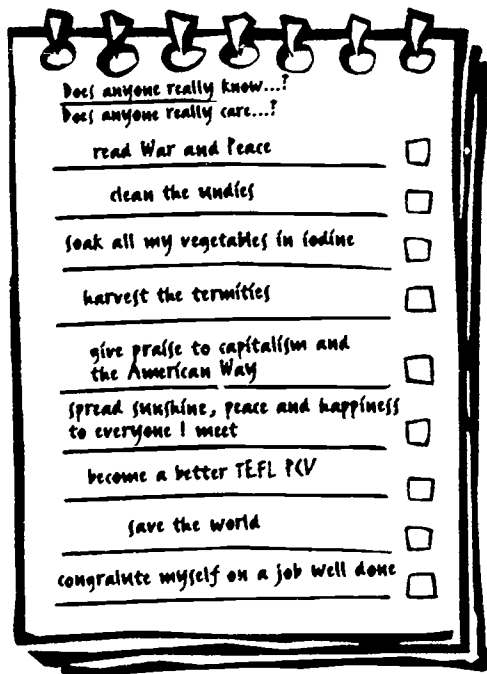 Does anyone really know...?
Does anyone really care...?
read War and Peace
clean the undies
soak all my vegetables in iodine
harvest the termities
give praise to capitalism and
the American Way
spread sunshine, peace and happiness
to everyone I meet
become a better TEFL PCV
save the world
congralute myself on a job well done